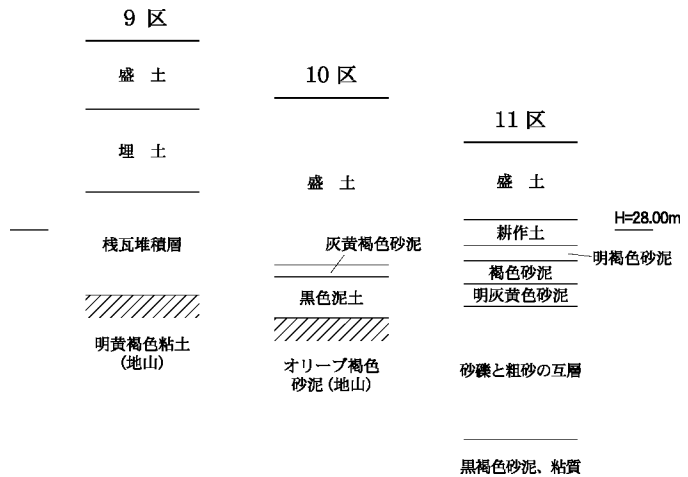 9 区
盛 土
埋 土
桟瓦堆積層
明黄褐色粘土
(地山)
10 区
盛 土
灰黄褐色砂泥
黒色泥土
オリーブ褐色
砂泥 (地山)
11 区
盛 土
H=28.00m
耕作土
明褐色砂泥
褐色砂泥
明灰黄色砂泥
砂礫と粗砂の互層
黒褐色砂泥、粘質